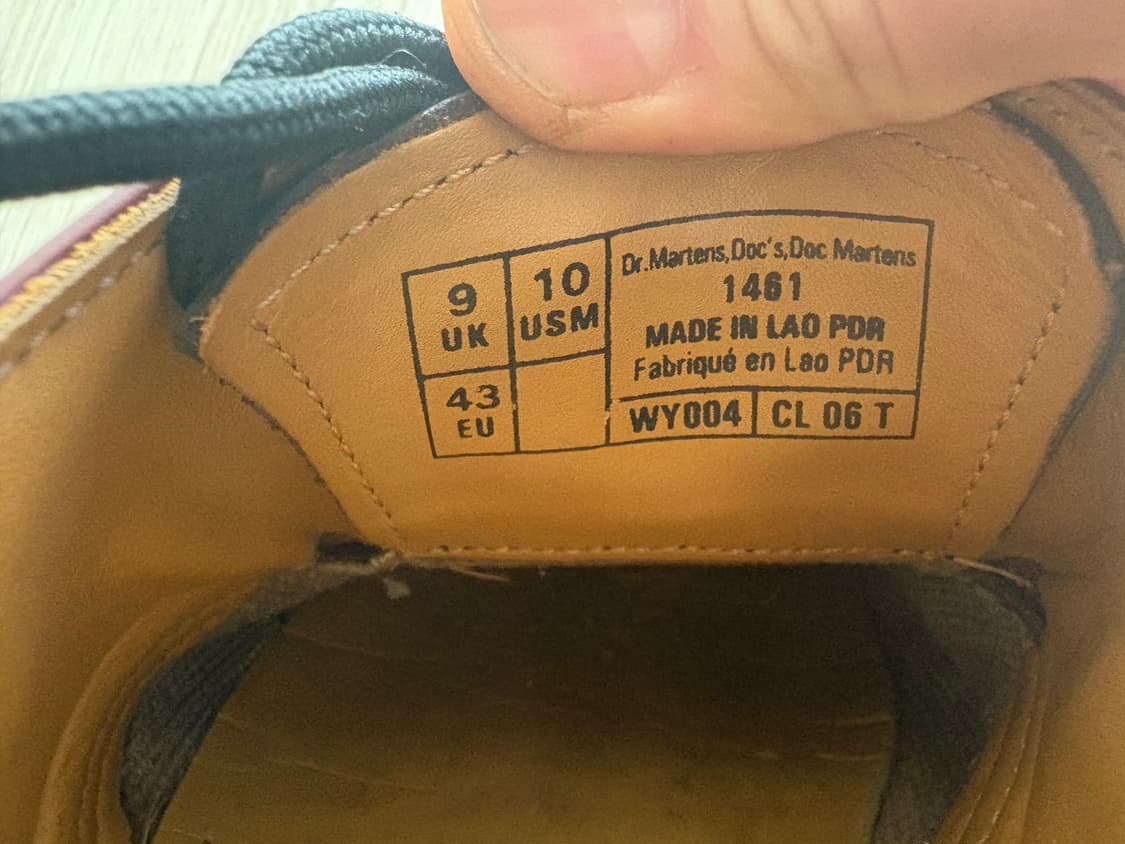 9
UK
10
USM
43
EU
Dr.Martens,Doc's,Doc Martens
1461
MADE IN LAO PDR
Fabriqué en Lao PDR
WY004
CL 06 T